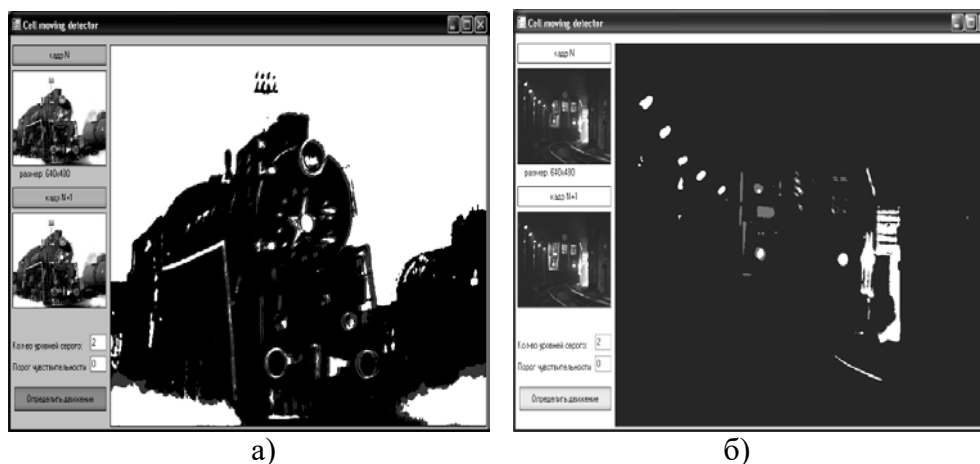 Cell moving detector
кадр N
размер: 640x480
кадр N+1
Кол-во уровней серого: 2
Порог чувствительности 0
Определить движение
а)
Cell moving detector
кадр N
размер: 640x480
кадр N+1
Кол-во уровней серого: 2
Порог чувствительности 0
Определить движение
б)